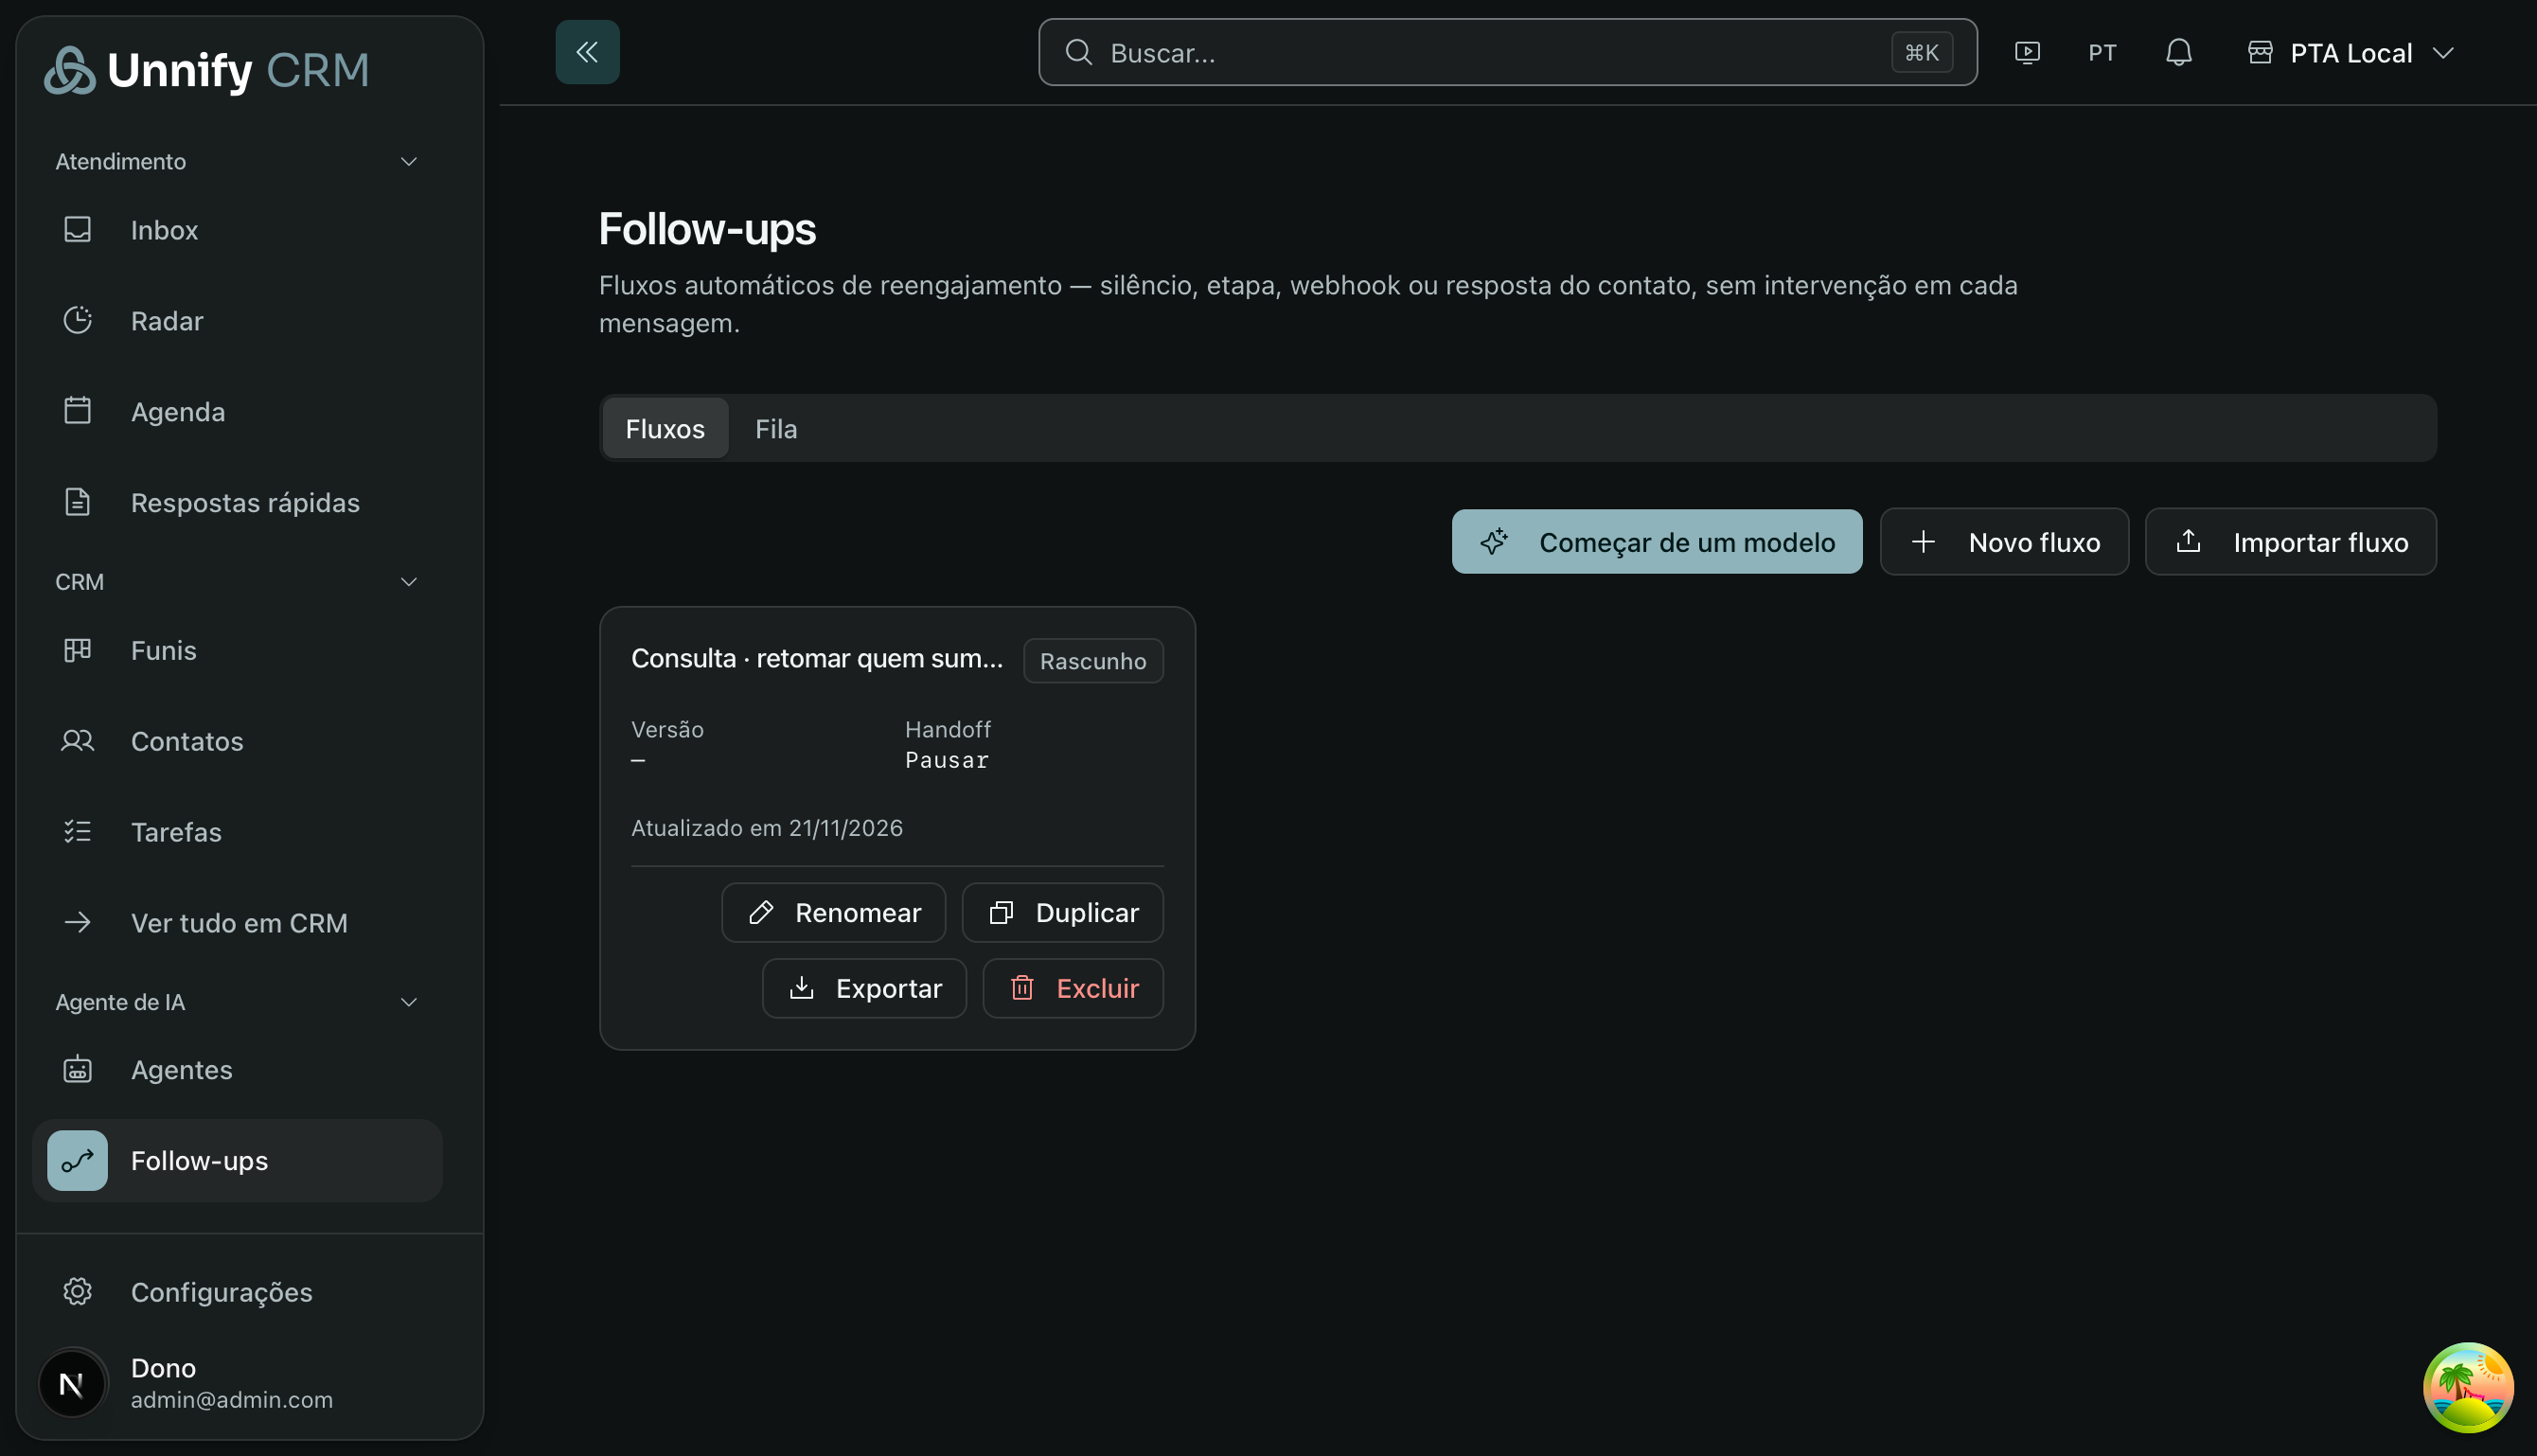 Unnify CRM
Buscar...
⌘K
PT
PTA Local
Atendimento
Inbox
Radar
Agenda
Respostas rápidas
CRM
Funis
Contatos
Tarefas
Ver tudo em CRM
Agente de IA
Agentes
Follow-ups
Configurações
N
Dono
admin@admin.com
Follow-ups
Fluxos automáticos de reengajamento — silêncio, etapa, webhook ou resposta do contato, sem intervenção em cada
mensagem.
Fluxos
Fila
Começar de um modelo
Novo fluxo
Importar fluxo
Consulta · retomar quem sum...
Rascunho
Versão
Handoff
—
Pausar
Atualizado em 21/11/2026
Renomear
Duplicar
Exportar
Excluir